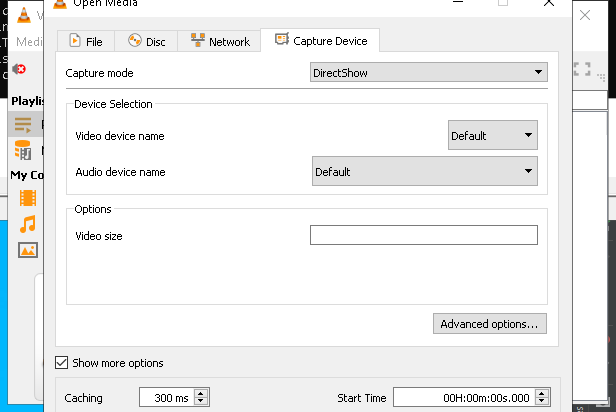 Open Media
Medi
File
Disc
Network
Capture Device
Capture mode
DirectShow
Playlis
Device Selection
Video device name
Default
Audio device name
Default
My Co
Options
Video size
Advanced options...
Show more options
Caching
300 ms
Start Time
00H:00m:00s.000